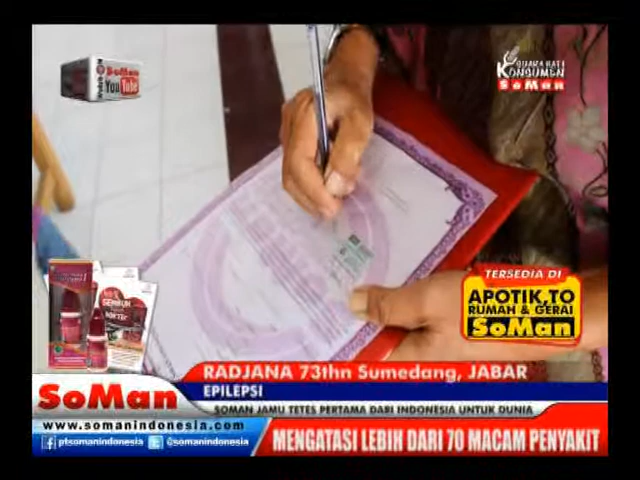 SoMan
YouTube
SUARA HATI
KONSUMEN
SoMan
TERSEDIA DI
APOTIK,TO
RUMAH & GERAI
SoMan
SEMBUH
DOKTER
RADJANA 73thn Sumedang, JABAR
EPILEPSI
SoMan
SOMAN JAMU TETES PERTAMA DARI INDONESIA UNTUK DUNIA
www.somanindonesia.com
ptsomanindonesia @somanindonesia
MENGATASI LEBIH DARI 70 MACAM PENYAKIT